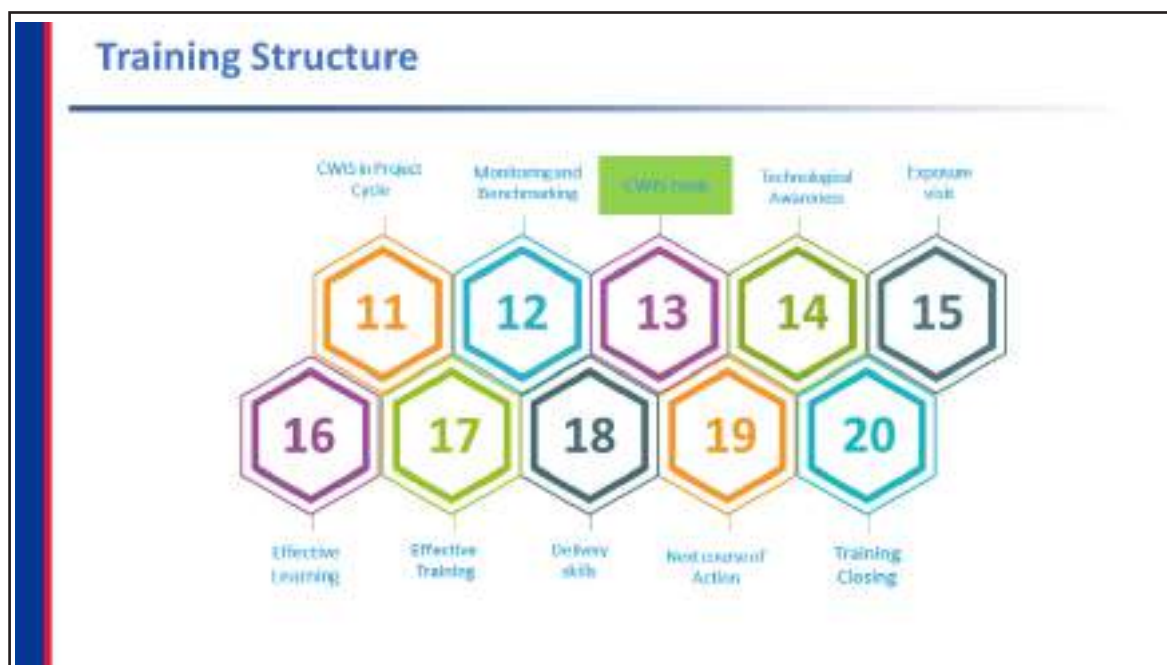 Training Structure
CWIS in Project
Cycle
Monitoring and
Benchmarking
CWIS
Technological
Awareness
Exposure
visit
11
12
13
14
15
16
17
18
19
20
Effective
Learning
Effective
Training
Delivery
skills
Next course of
Action
Training
Closing